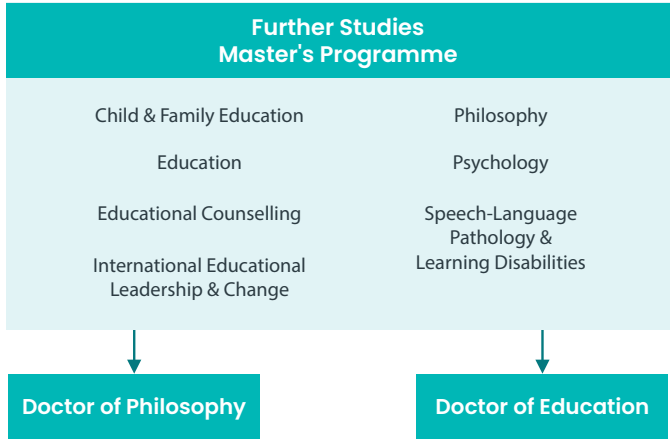 Further Studies
Master's Programme
Child & Family Education
Education
Educational Counselling
International Educational
Leadership & Change
Philosophy
Psychology
Speech-Language
Pathology &
Learning Disabilities
Doctor of Philosophy
Doctor of Education